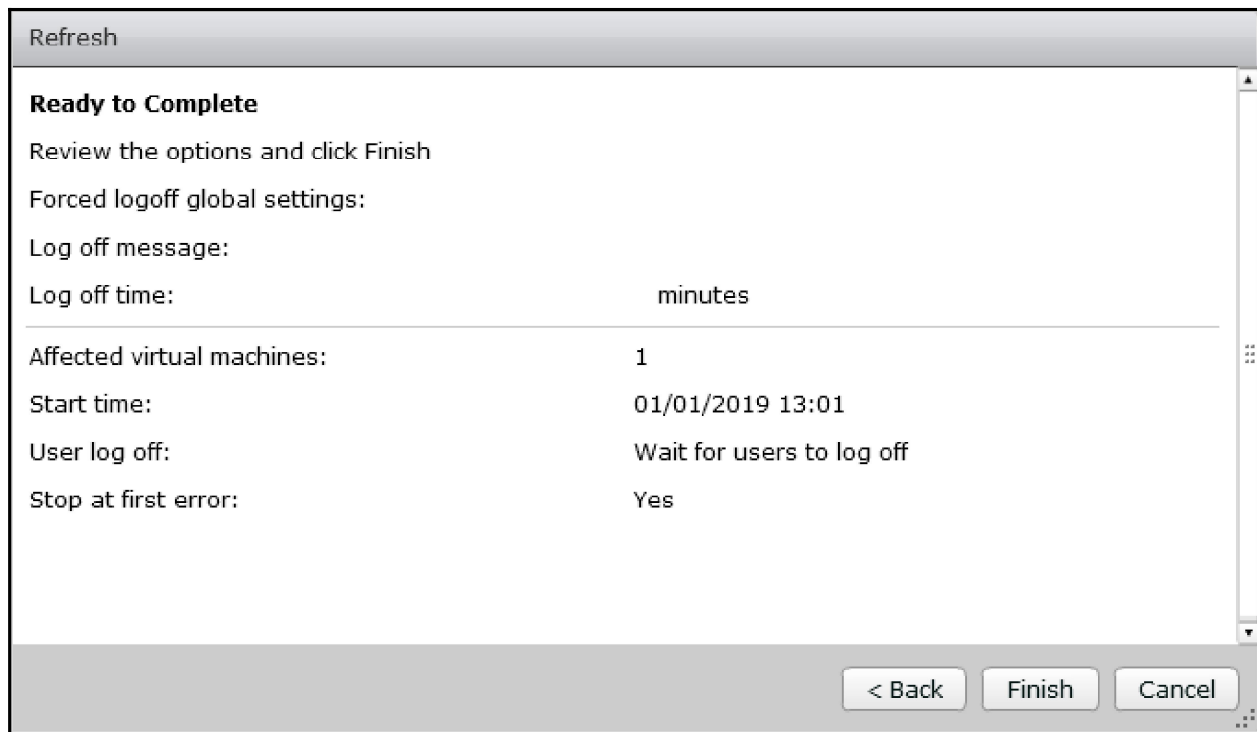 Refresh
Ready to Complete
Review the options and click Finish
Forced logoff global settings:
Log off message:
Log off time: minutes
Affected virtual machines: 1
Start time: 01/01/2019 13:01
User log off: Wait for users to log off
Stop at first error: Yes
< Back Finish Cancel